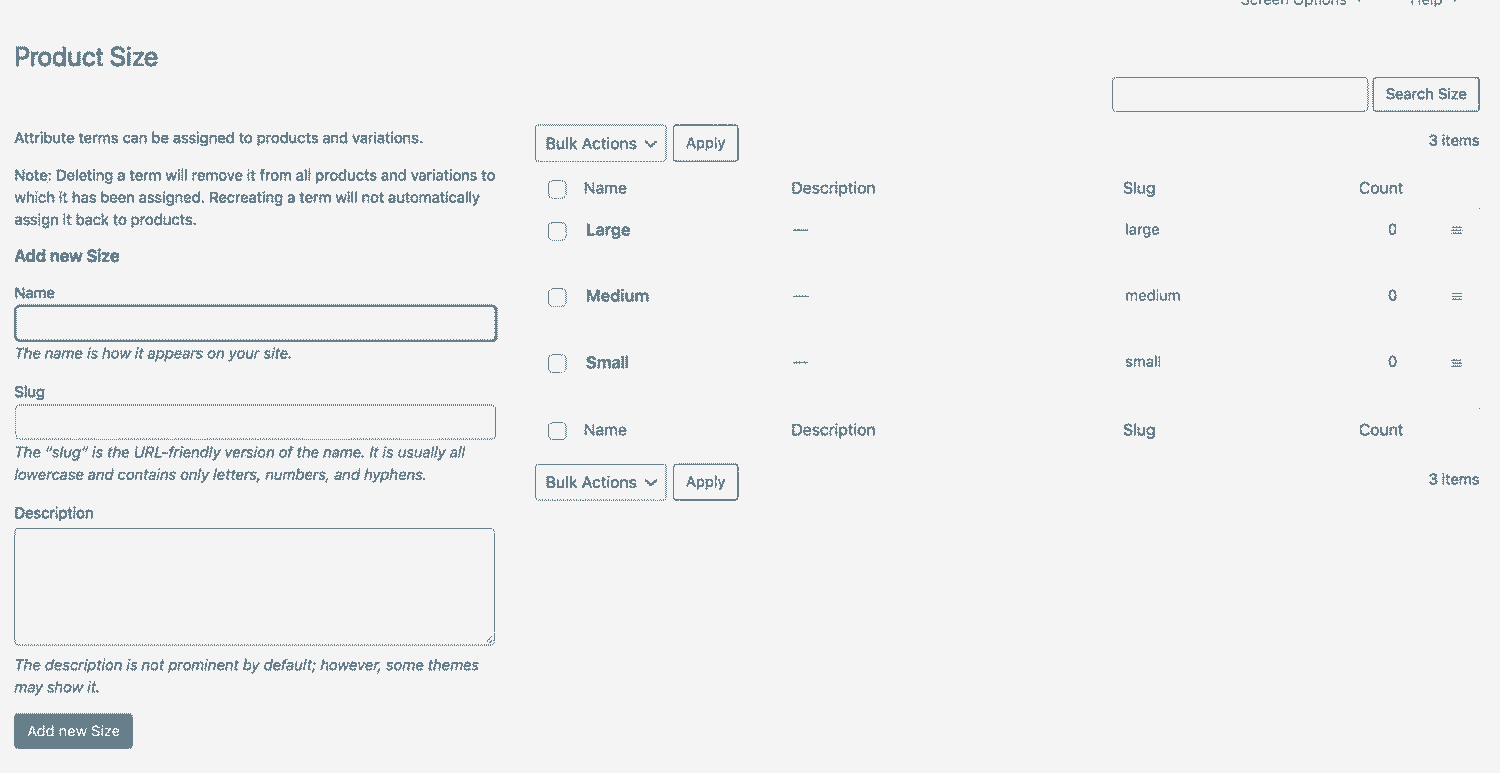 Screen Options Help
Product Size
Search Size
Attribute terms can be assigned to products and variations.
Note: Deleting a term will remove it from all products and variations to
which it has been assigned. Recreating a term will not automatically
assign it back to products.
Add new Size
Name
The name is how it appears on your site.
Slug
The “slug” is the URL-friendly version of the name. It is usually all
lowercase and contains only letters, numbers, and hyphens.
Description
The description is not prominent by default; however, some themes
may show it.
Add new Size
Bulk Actions Apply 3 items
Name Description Slug Count
Large — large 0
Medium — medium 0
Small — small 0
Name Description Slug Count
Bulk Actions Apply 3 items